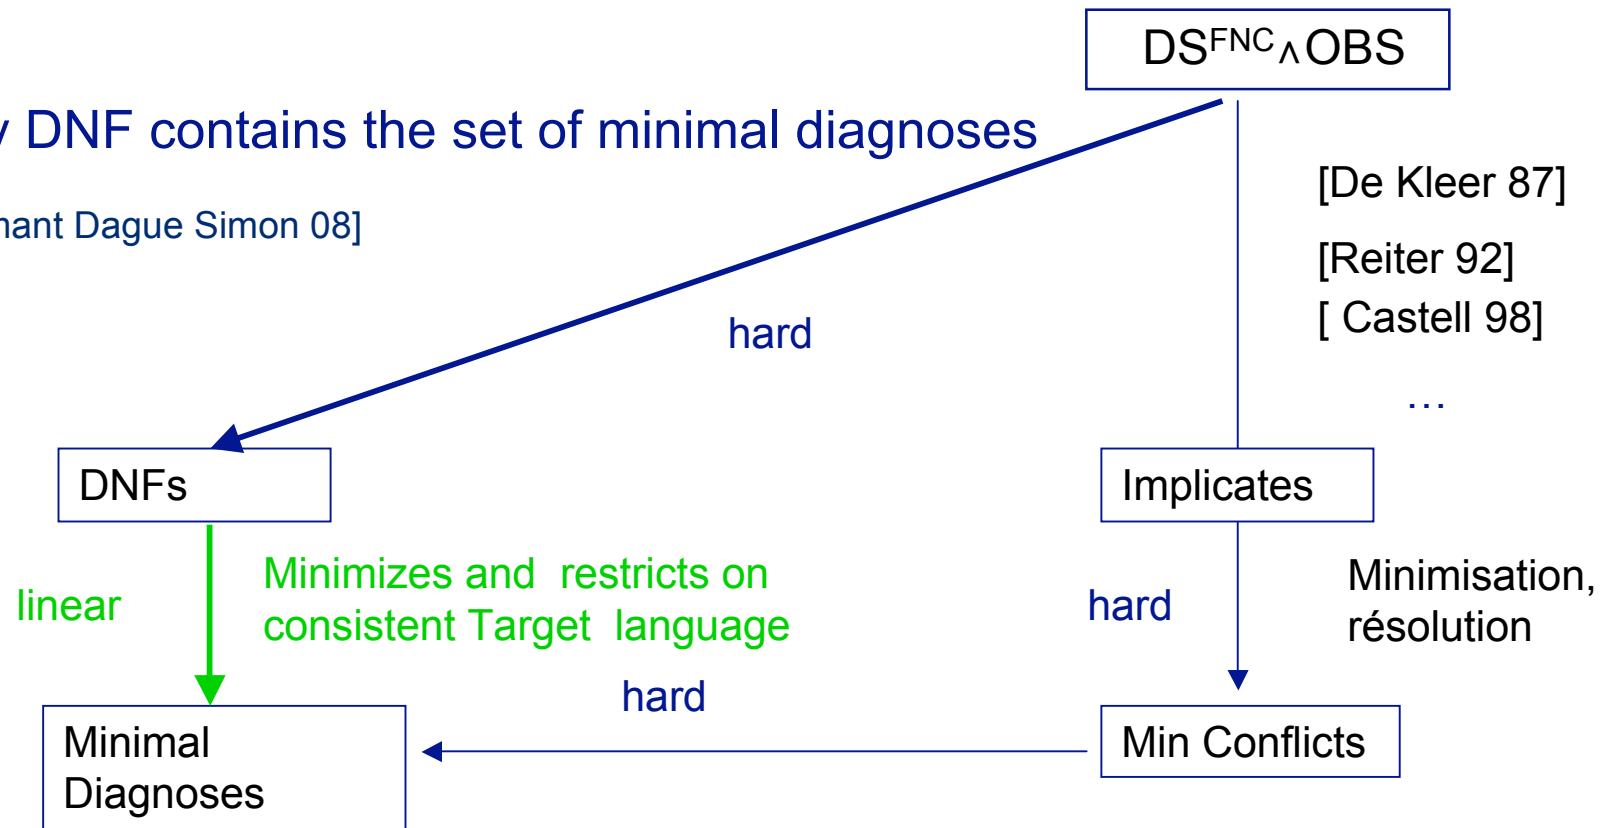 DS^FNC ∧ OBS
y DNF contains the set of minimal diagnoses
[De Kleer 87]
nant Dague Simon 08]
[Reiter 92]
[ Castell 98]
hard
…
DNFs
Implicates
linear
Minimizes and restricts on
consistent Target language
hard
Minimisation,
résolution
hard
Minimal
Diagnoses
Min Conflicts